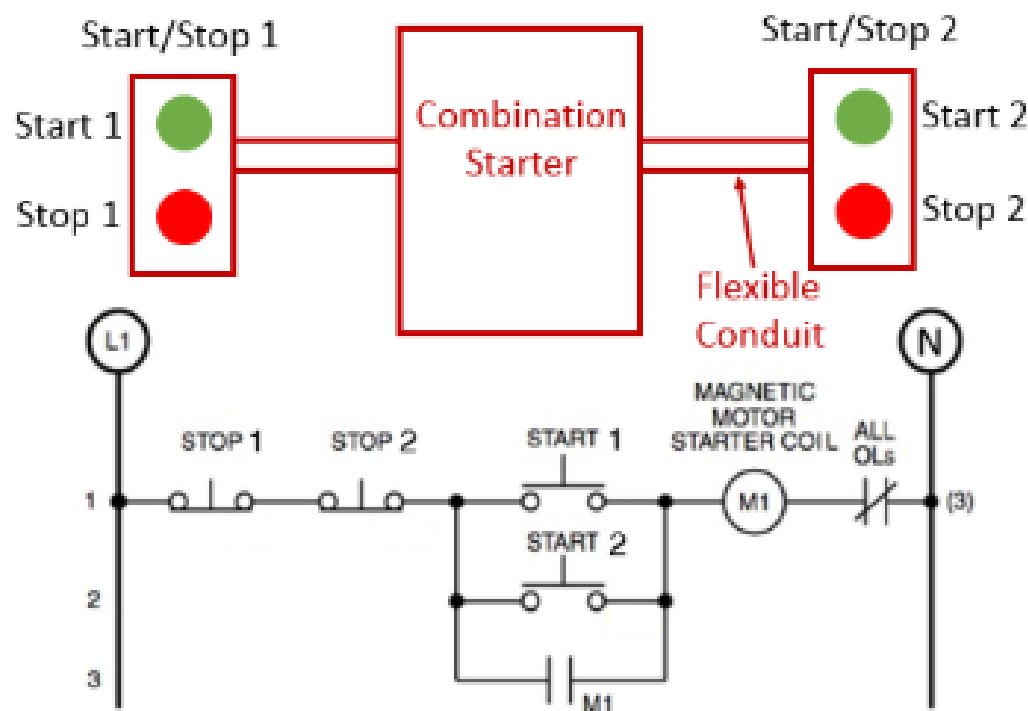 Start/Stop 1
Start/Stop 2
Start 1
Combination
Starter
Start 2
Stop 1
Stop 2
Flexible
Conduit
L1
N
MAGNETIC
MOTOR
STARTER COIL
ALL
OLs
STOP 1
STOP 2
START 1
1
M1
(3)
START 2
2
3
M1